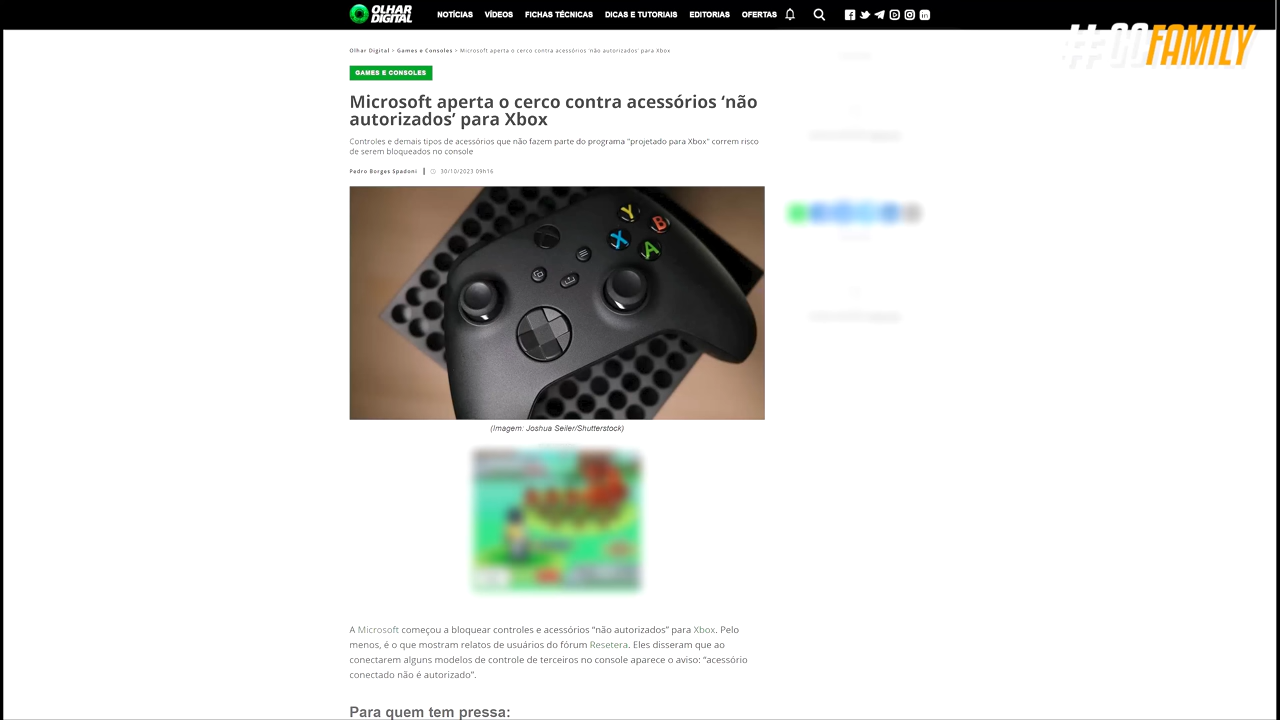 OLHAR DIGITAL
NOTÍCIAS VÍDEOS FICHAS TÉCNICAS DICAS E TUTORIAIS EDITORIAS OFERTAS
#GOFAMILY
Olhar Digital > Games e Consoles > Microsoft aperta o cerco contra acessórios 'não autorizados' para Xbox
GAMES E CONSOLES
Microsoft aperta o cerco contra acessórios ‘não
autorizados’ para Xbox
Controles e demais tipos de acessórios que não fazem parte do programa "projetado para Xbox" correm risco
de serem bloqueados no console
Pedro Borges Spadoni | 30/10/2023 09h16
Y
B
X
A
(Imagem: Joshua Seiler/Shutterstock)
A Microsoft começou a bloquear controles e acessórios “não autorizados” para Xbox. Pelo
menos, é o que mostram relatos de usuários do fórum Resetera. Eles disseram que ao
conectarem alguns modelos de controle de terceiros no console aparece o aviso: “acessório
conectado não é autorizado”.
Para quem tem pressa: